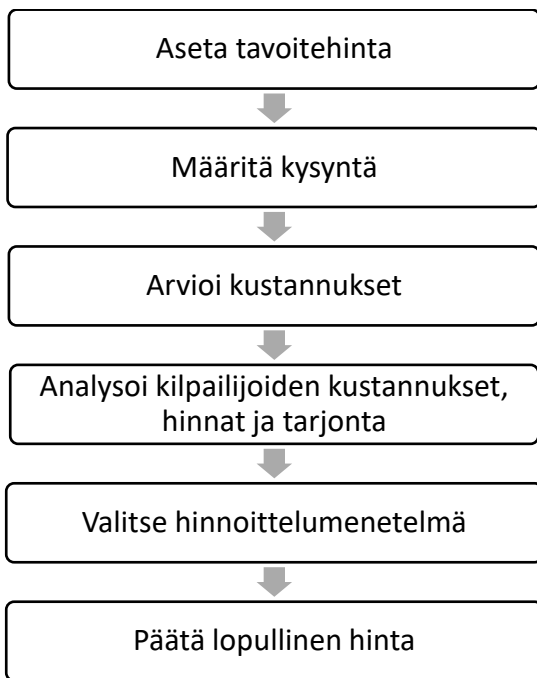 Aseta tavoitehinta
Määritä kysyntä
Arvioi kustannukset
Analysoi kilpailijoiden kustannukset,
hinnat ja tarjonta
Valitse hinnoittelumenetelmä
Päätä lopullinen hinta